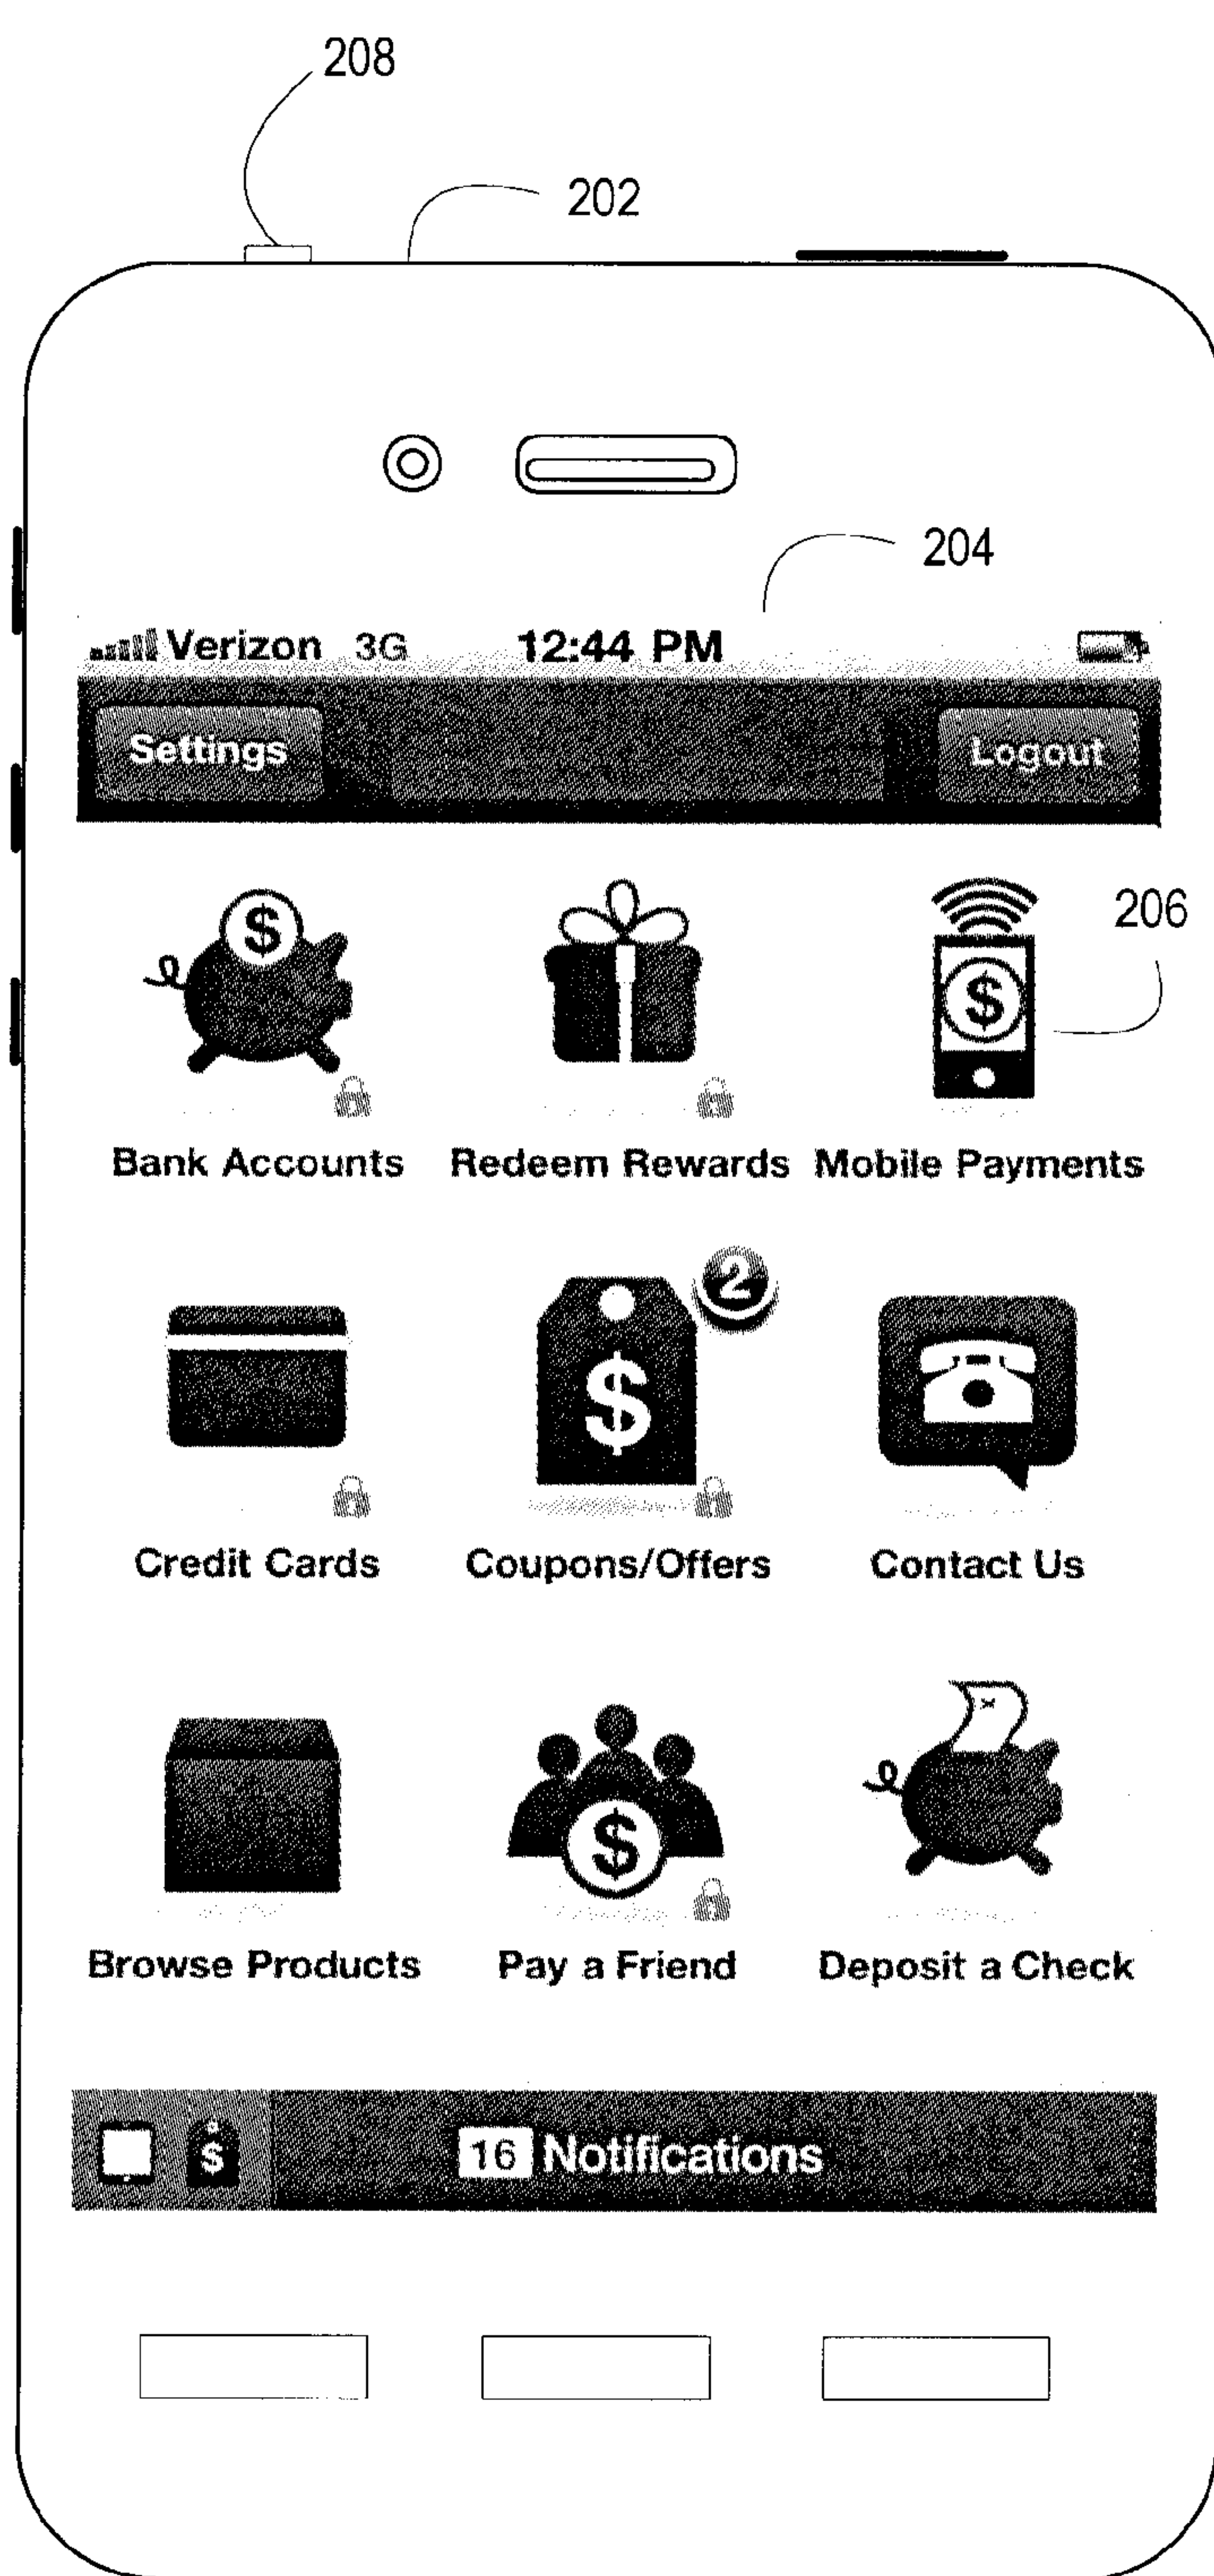 208
202
204
Verizon 3G 12:44 PM
Settings Logout
$ $
206
Bank Accounts Redeem Rewards Mobile Payments
2
$
Credit Cards Coupons/Offers Contact Us
$
Browse Products Pay a Friend Deposit a Check
$ 16 Notifications